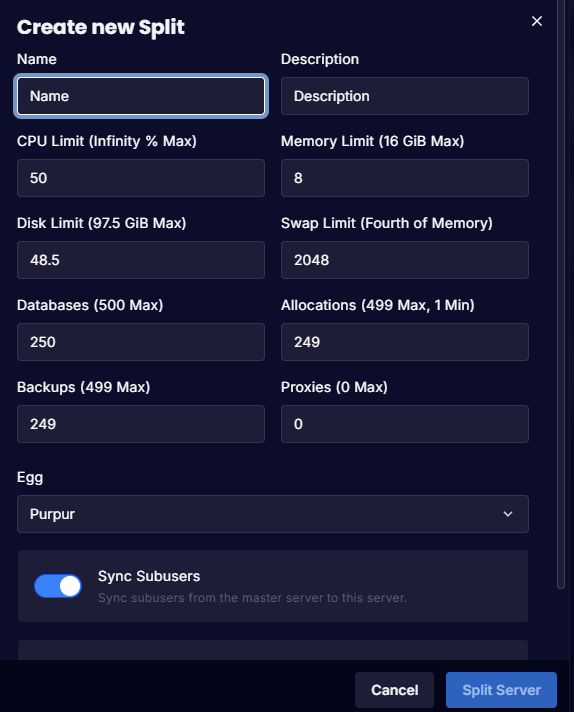 Create new Split
Name Description
Name Description
CPU Limit (Infinity % Max) Memory Limit (16 GiB Max)
50 8
Disk Limit (97.5 GiB Max) Swap Limit (Fourth of Memory)
48.5 2048
Databases (500 Max) Allocations (499 Max, 1 Min)
250 249
Backups (499 Max) Proxies (0 Max)
249 0
Egg
Purpur
Sync Subusers
Sync subusers from the master server to this server.
Cancel Split Server